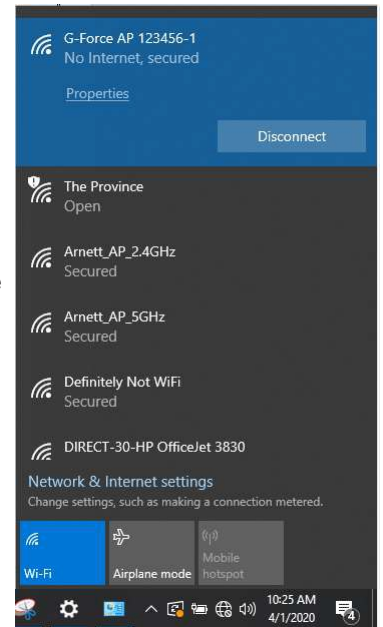 G-Force AP 123456-1
No Internet, secured
Properties
Disconnect
The Province
Open
Arnett_AP_2.4GHz
Secured
Arnett_AP_5GHz
Secured
Definitely Not WiFi
Secured
DIRECT-30-HP OfficeJet 3830
Network & Internet settings
Change settings, such as making a connection metered.
Wi-Fi
Airplane mode
Mobile
hotspot
10:25 AM
4/1/2020
4